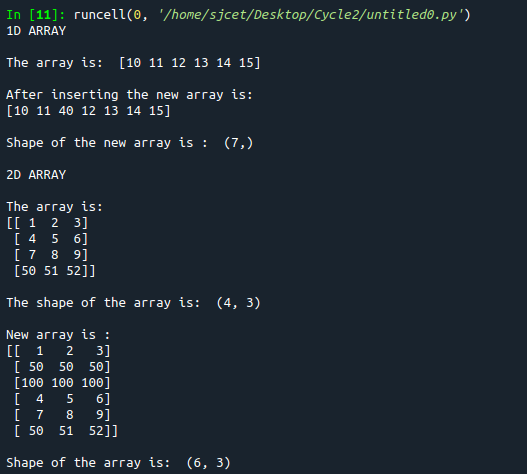 In [11]: runcell(0, '/home/sjcet/Desktop/Cycle2/untitled0.py')
1D ARRAY
The array is:  [10 11 12 13 14 15]
After inserting the new array is:
[10 11 40 12 13 14 15]
Shape of the new array is :  (7,)
2D ARRAY
The array is:
[[ 1  2  3]
 [ 4  5  6]
 [ 7  8  9]
 [50 51 52]]
The shape of the array is:  (4, 3)
New array is :
[[  1   2   3]
 [ 50  50  50]
 [100 100 100]
 [  4   5   6]
 [  7   8   9]
 [ 50  51  52]]
Shape of the array is:  (6, 3)